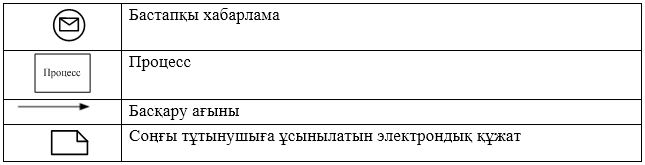 Бастапқы хабарлама
Процесс
Процесс
Басқару ағыны
Соңғы тұтынушыға ұсынылатын электрондық құжат